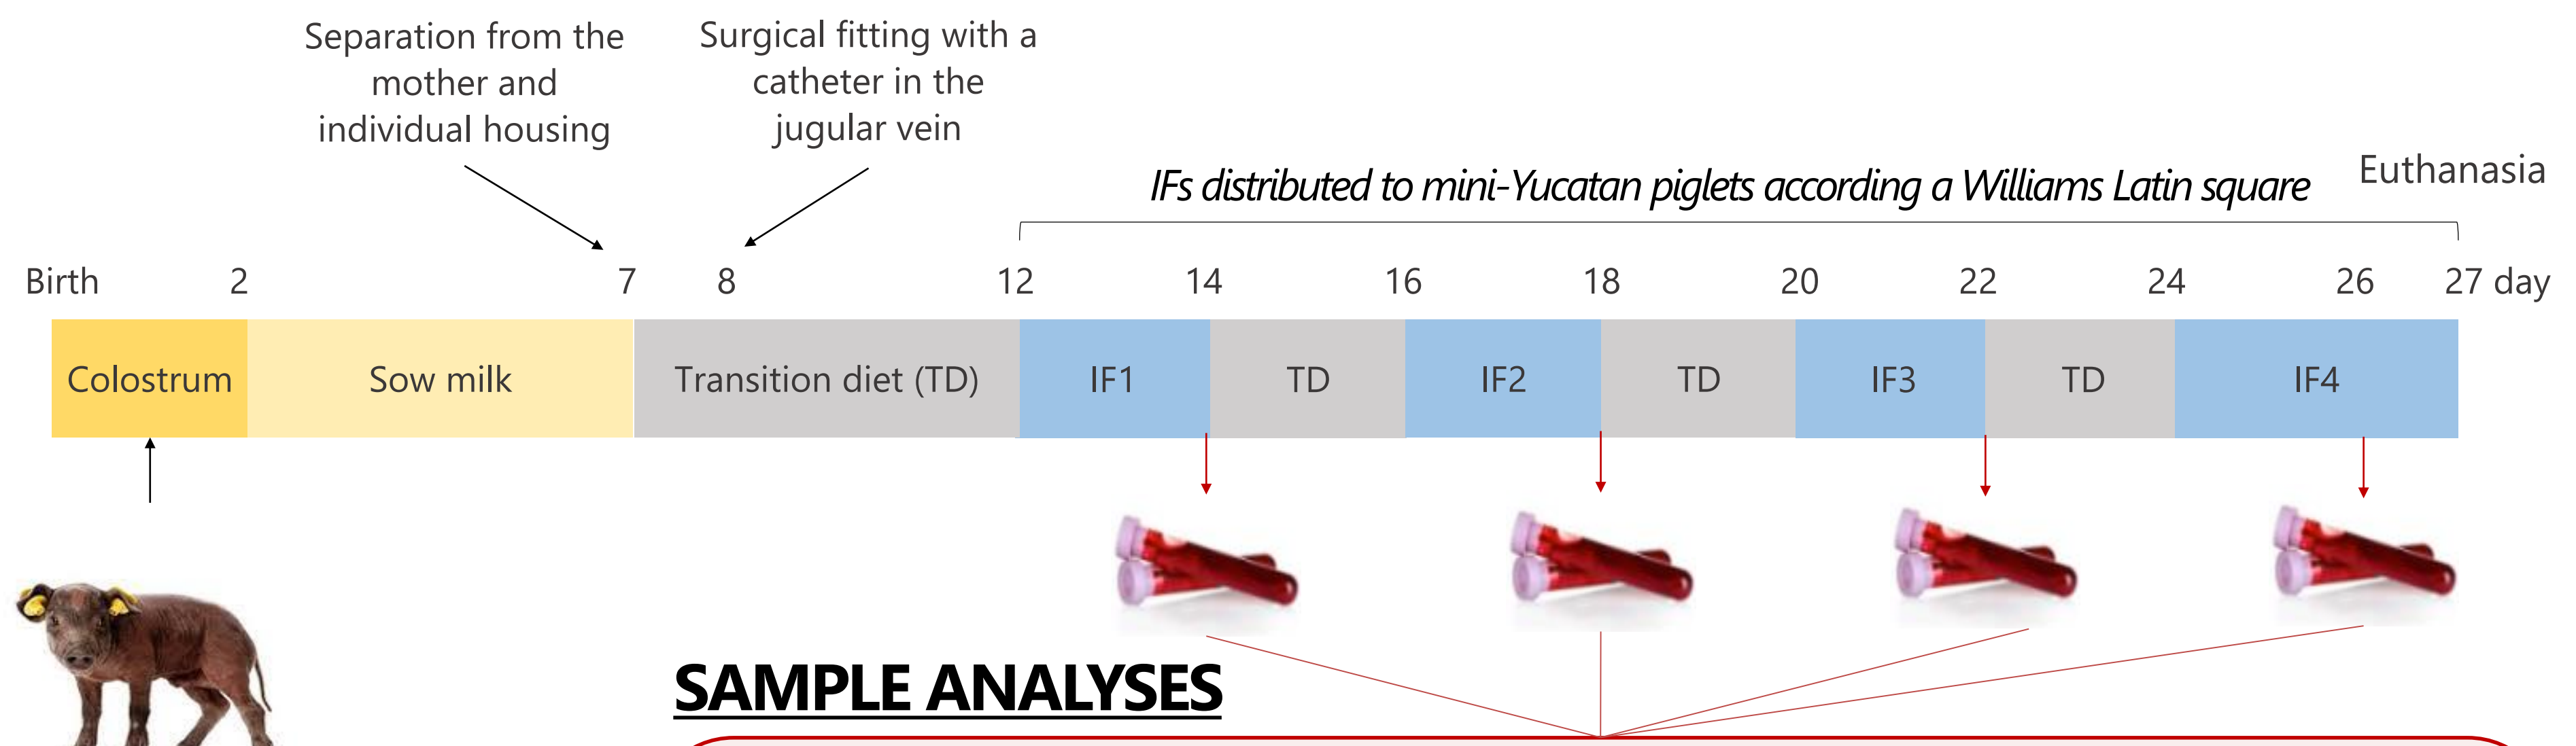 Separation from the
mother and
individual housing
Surgical fitting with a
catheter in the
jugular vein
IFs distributed to mini-Yucatan piglets according a Williams Latin square
Euthanasia
Birth 2 7 8 12 14 16 18 20 22 24 26 27 day
Colostrum Sow milk Transition diet (TD) IF1 TD IF2 TD IF3 TD IF4
SAMPLE ANALYSES